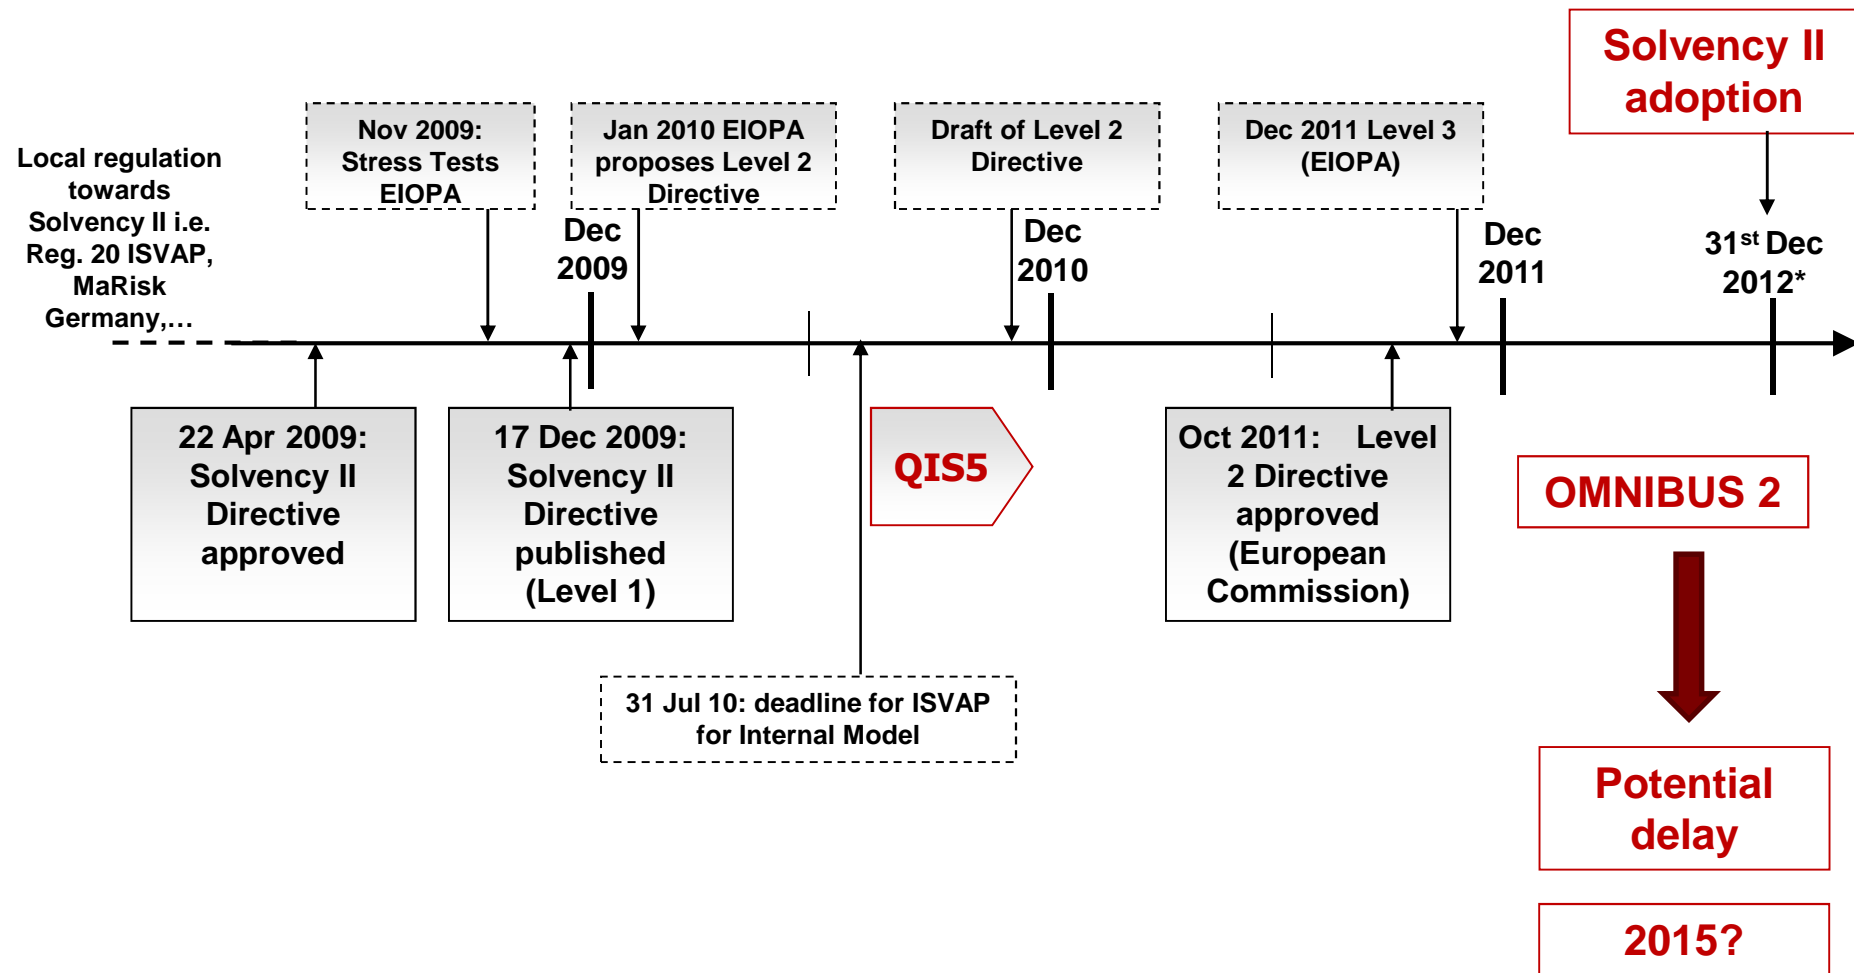 Solvency II
adoption
Nov 2009:
Stress Tests
EIOPA
Jan 2010 EIOPA
proposes Level 2
Directive
Draft of Level 2
Directive
Dec 2011 Level 3
(EIOPA)
Local regulation
towards
Solvency II i.e.
Reg. 20 ISVAP,
MaRisk
Germany,…
Dec
2009
Dec
2010
Dec
2011
31st Dec
2012*
22 Apr 2009:
Solvency II
Directive
approved
17 Dec 2009:
Solvency II
Directive
published
(Level 1)
QIS5
Oct 2011: Level
2 Directive
approved
(European
Commission)
OMNIBUS 2
31 Jul 10: deadline for ISVAP
for Internal Model
Potential
delay
2015?